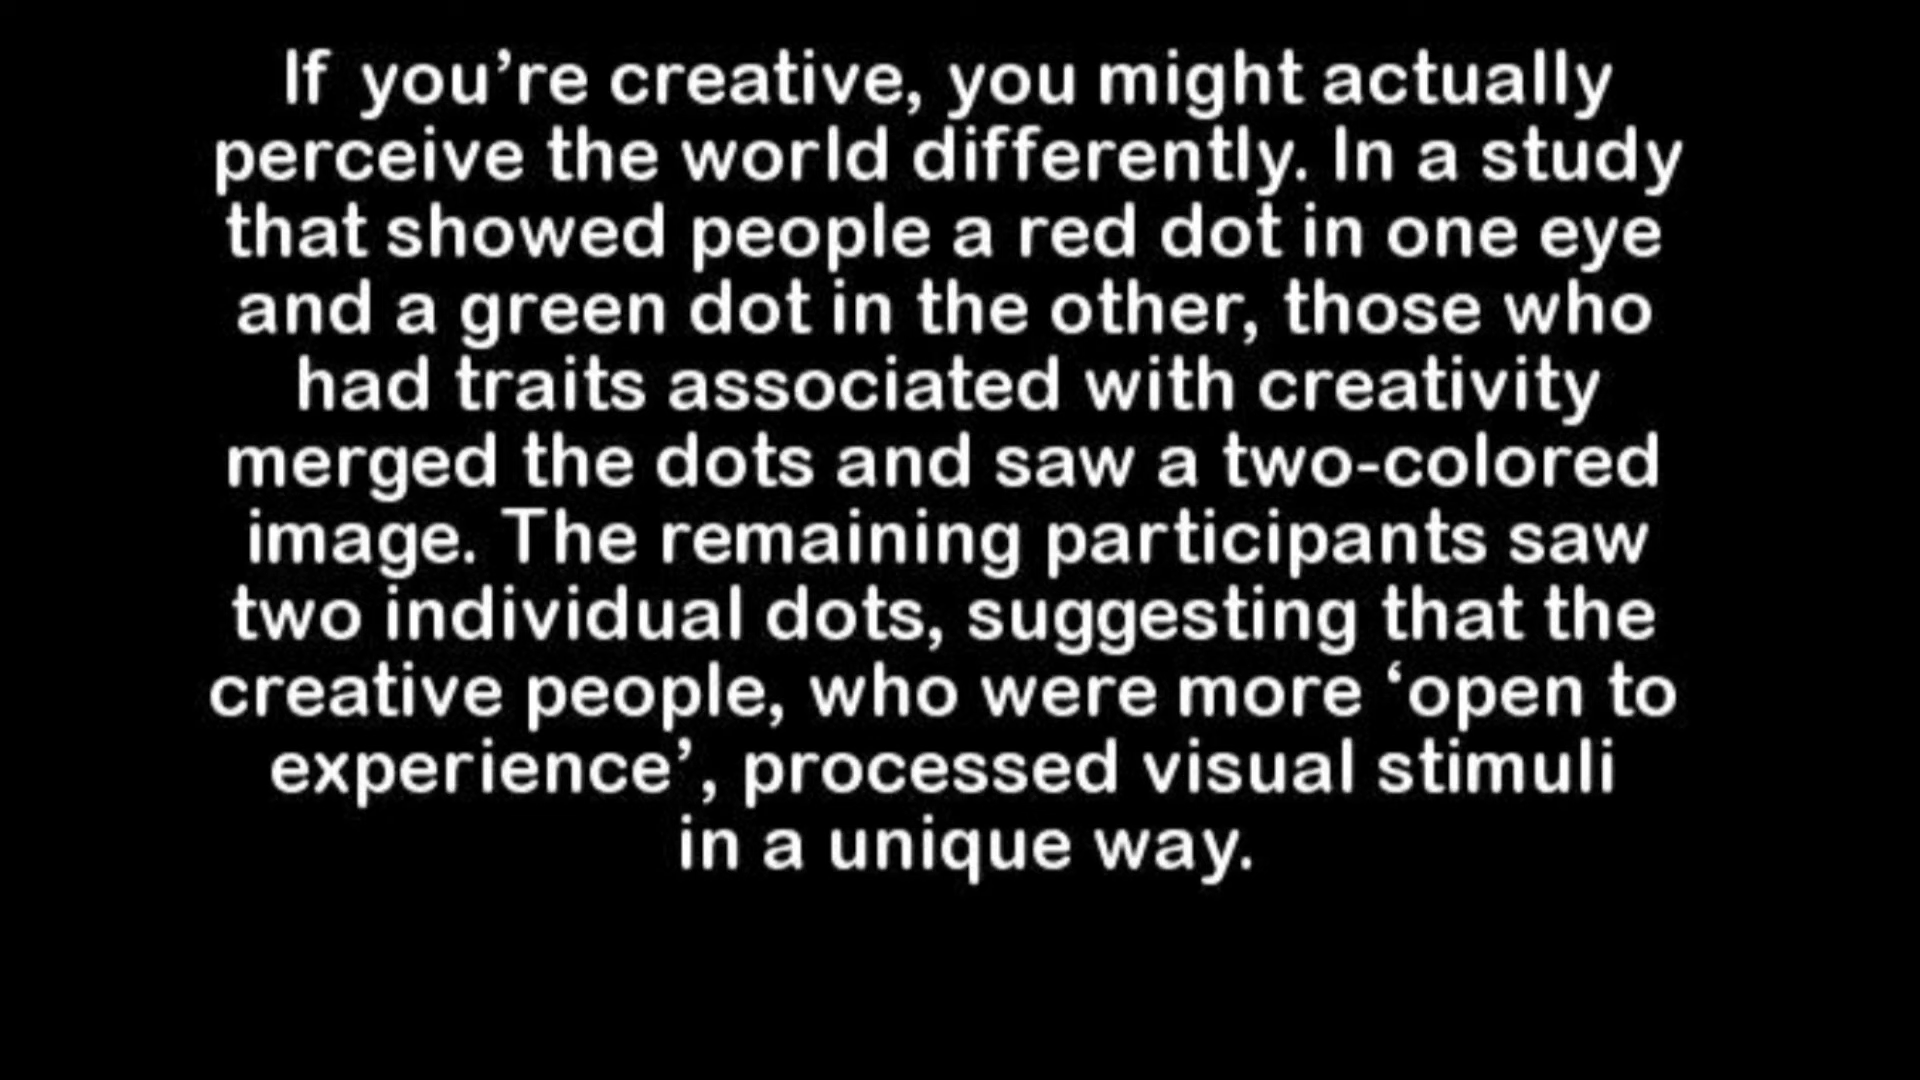 If you’re creative, you might actually
perceive the world differently. In a study
that showed people a red dot in one eye
and a green dot in the other, those who
had traits associated with creativity
merged the dots and saw a two-colored
image. The remaining participants saw
two individual dots, suggesting that the
creative people, who were more ‘open to
experience’, processed visual stimuli
in a unique way.